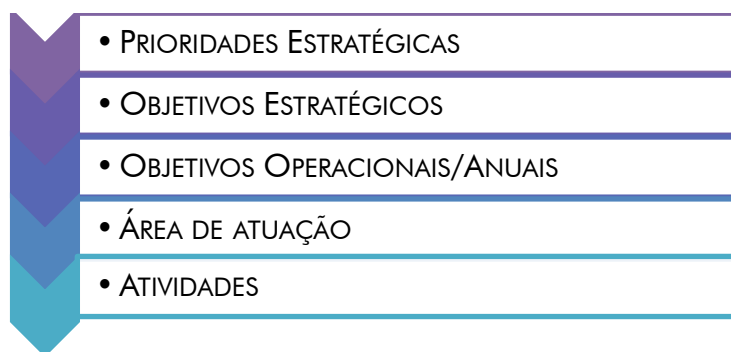 • PRIORIDADES ESTRATÉGICAS
• OBJETIVOS ESTRATÉGICOS
• OBJETIVOS OPERACIONAIS/ANUAIS
• ÁREA DE ATUAÇÃO
• ATIVIDADES